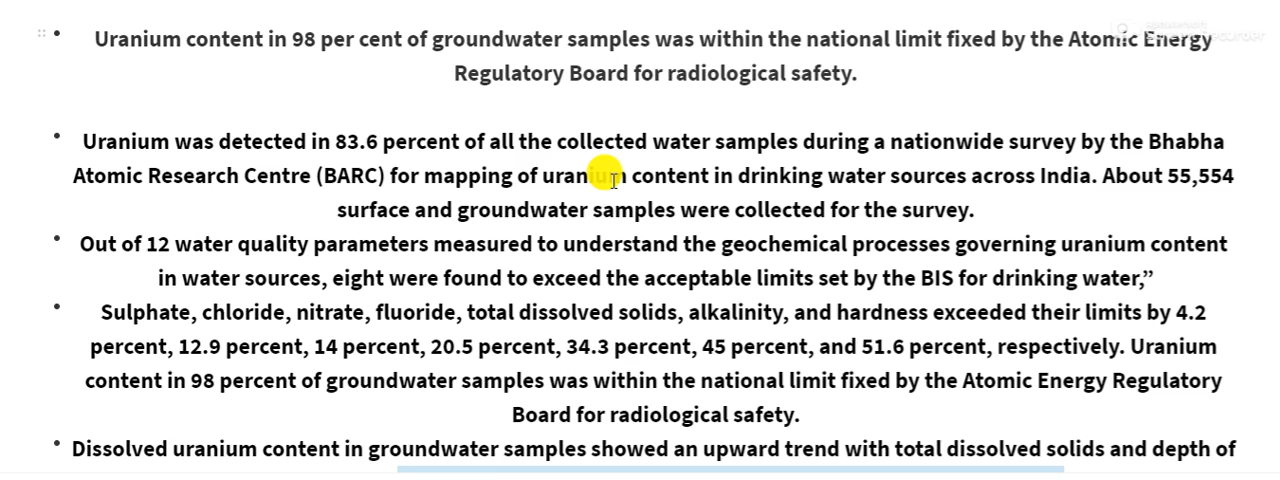 • Uranium content in 98 per cent of groundwater samples was within the national limit fixed by the Atomic Energy
Regulatory Board for radiological safety.
• Uranium was detected in 83.6 percent of all the collected water samples during a nationwide survey by the Bhabha
Atomic Research Centre (BARC) for mapping of uranium content in drinking water sources across India. About 55,554
surface and groundwater samples were collected for the survey.
• Out of 12 water quality parameters measured to understand the geochemical processes governing uranium content
in water sources, eight were found to exceed the acceptable limits set by the BIS for drinking water,”
• Sulphate, chloride, nitrate, fluoride, total dissolved solids, alkalinity, and hardness exceeded their limits by 4.2
percent, 12.9 percent, 14 percent, 20.5 percent, 34.3 percent, 45 percent, and 51.6 percent, respectively. Uranium
content in 98 percent of groundwater samples was within the national limit fixed by the Atomic Energy Regulatory
Board for radiological safety.
• Dissolved uranium content in groundwater samples showed an upward trend with total dissolved solids and depth of